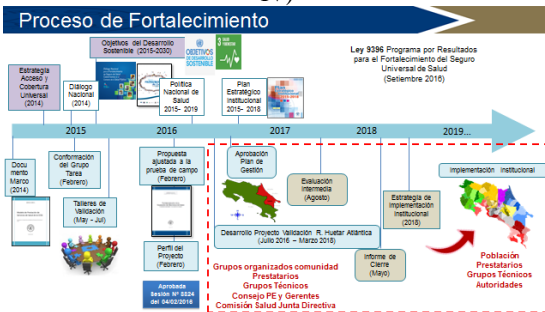 Proceso de Fortalecimiento
Objetivos del Desarrollo
Sostenible (2015-2030)
OBJETIVOS
DE DESARROLLO
SOSTENIBLE
Ley 9396 Programa por Resultados
para el Fortalecimiento del Seguro
Universal de Salud
(Setiembre 2016)
Estrategia
Acceso y
Cobertura
Universal
(2014)
Diálogo
Nacional
(2014)
Política
Nacional de
Salud
2015- 2019
Plan
Estratégico
Institucional
2015- 2018
2015
2016
2017
2018
2019...
Docu
mento
Marco
(2014)
Conformación
del Grupo
Tarea
(Febrero)
Talleres de
Validación
(May - Jul)
Propuesta
ajustada a la
prueba de campo
(Febrero)
Perfil del
Proyecto
(Febrero)
Aprobada
Sesión Nº 8824
del 04/02/2016
Aprobación
Plan de
Gestión
Evaluación
Intermedia
(Agosto)
Desarrollo Projecto Validación R. Huetar Atlántica
(Julio 2016 – Marzo 2018)
Grupos organizados comunidad
Prestatarios
Grupos Técnicos
Consejo PE y Gerentes
Comisión Salud Junta Directiva
Informe de
Cierre
(Mayo)
Estrategia de
Implementación
Institucional
(2018)
Implementación Institucional
Población
Prestatarios
Grupos Técnicos
Autoridades